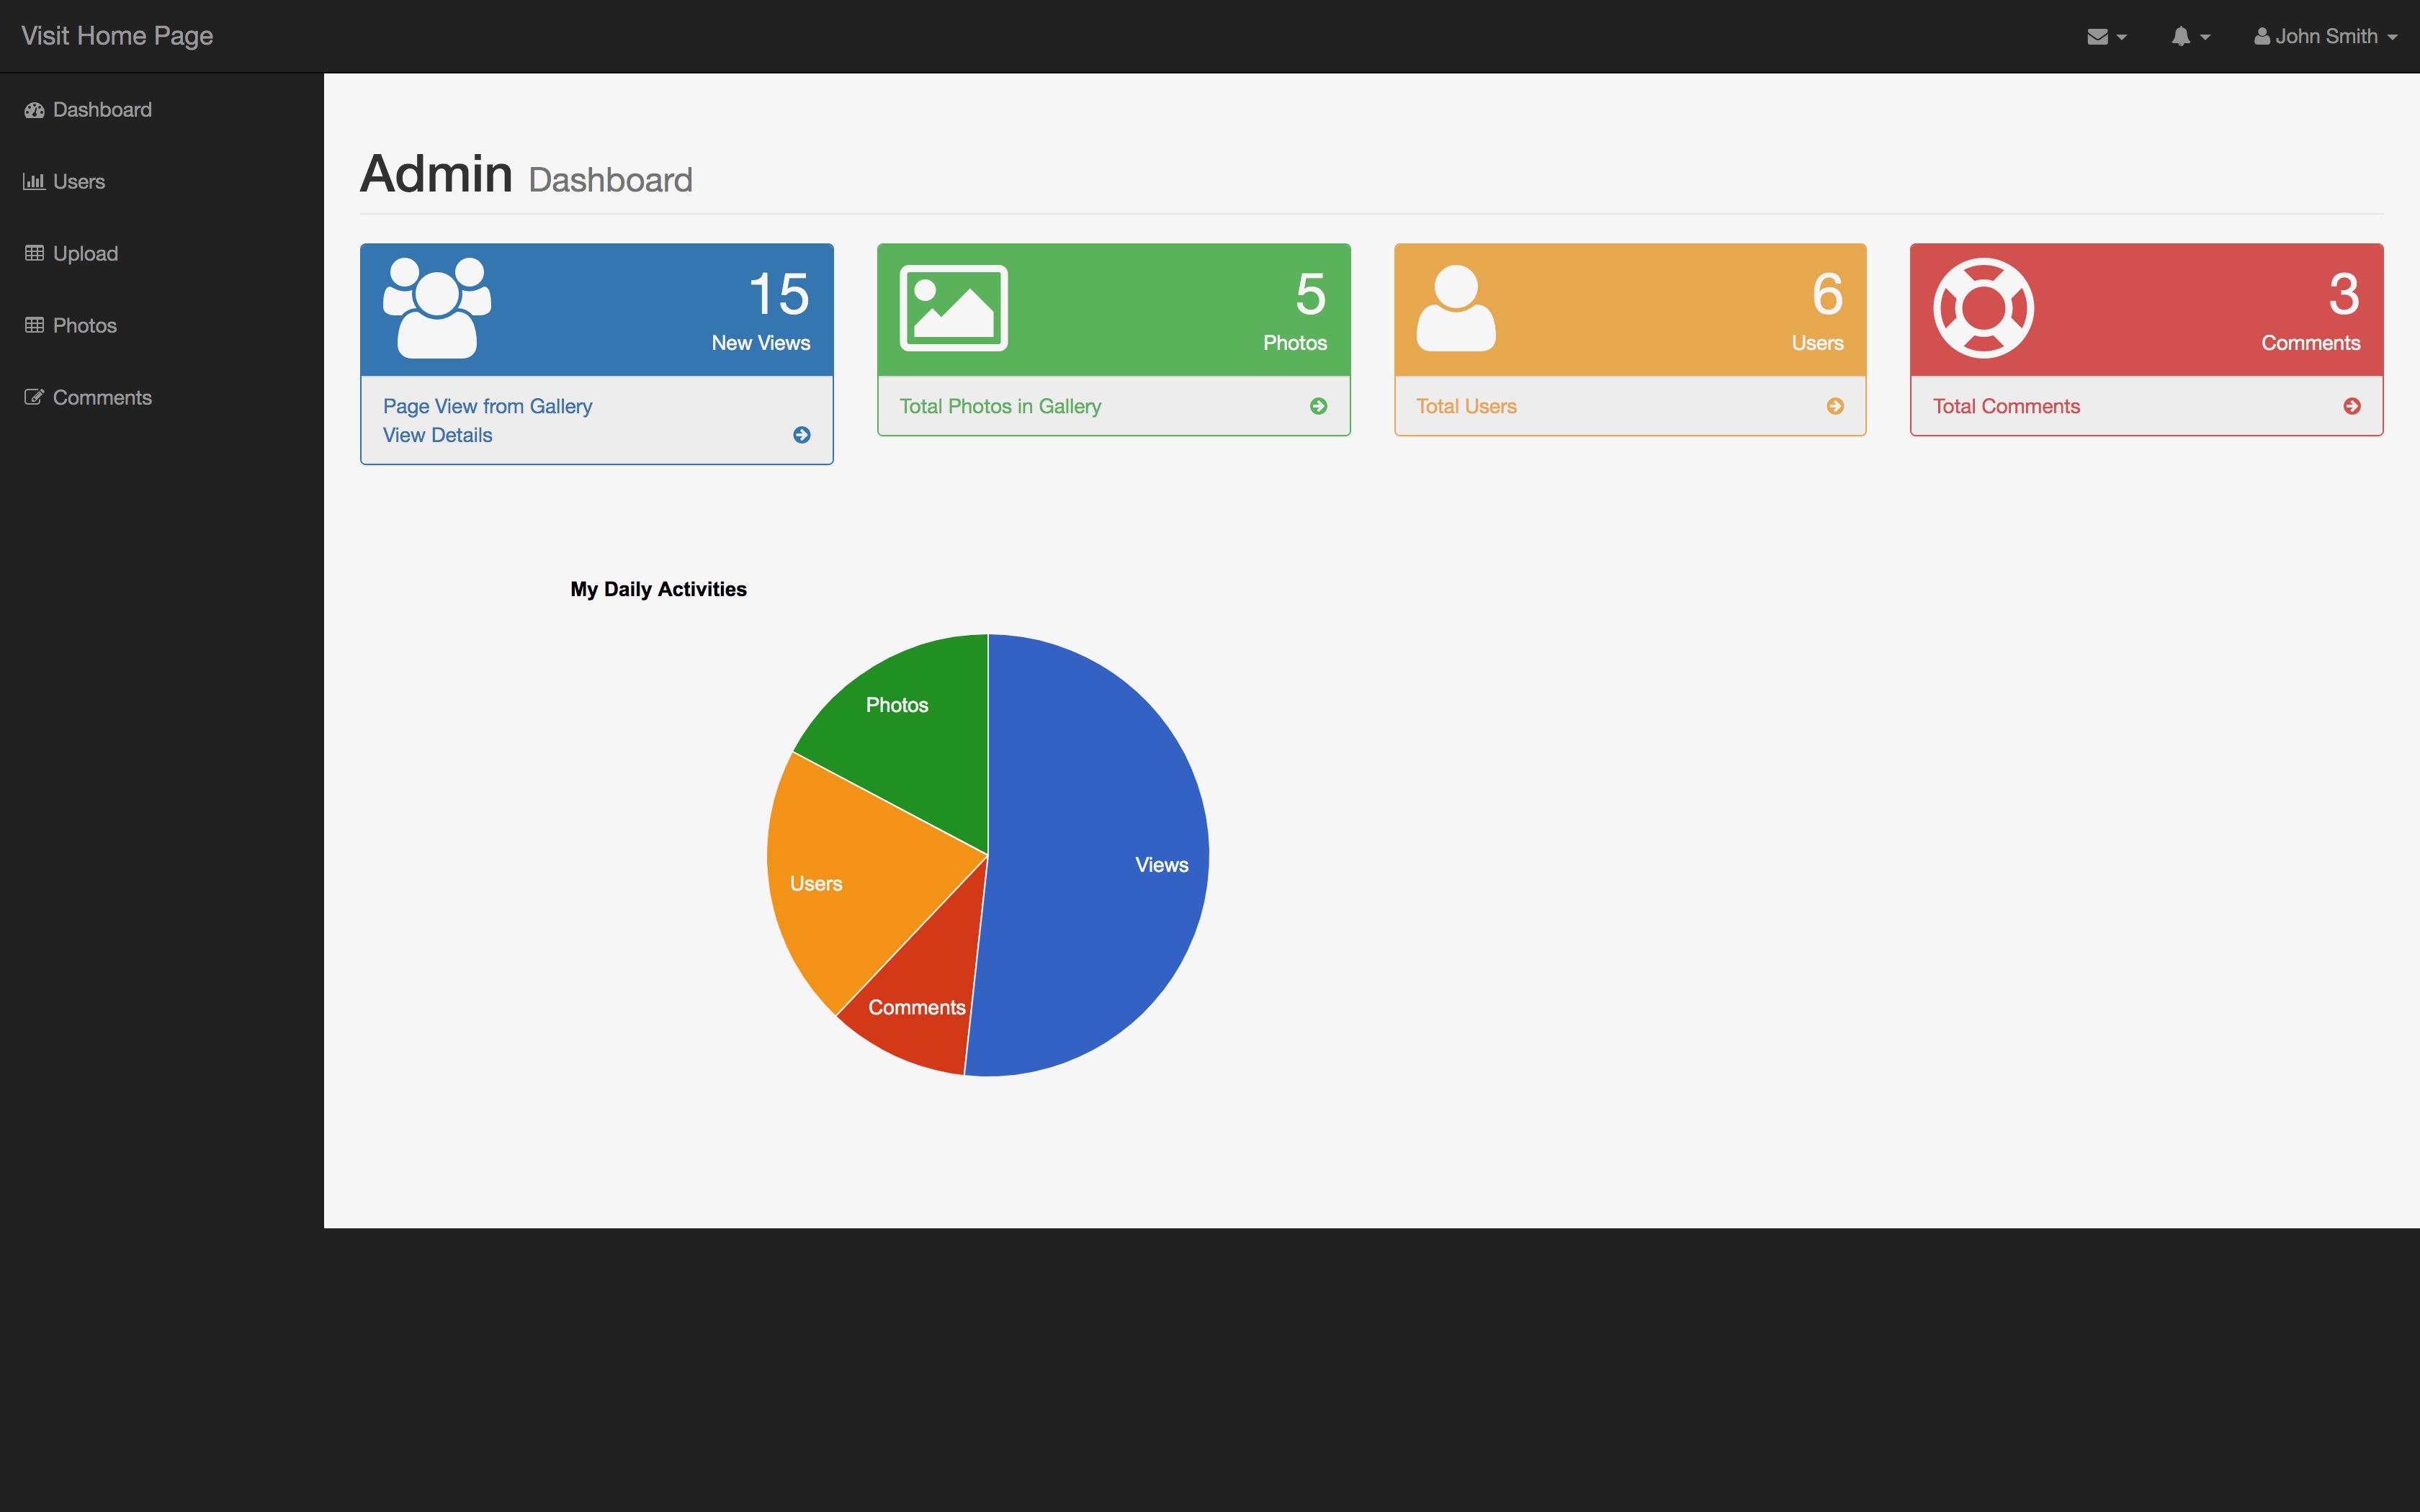 Visit Home Page
John Smith
Dashboard
Users
Upload
Photos
Comments
Admin Dashboard
15
New Views
Page View from Gallery
View Details
5
Photos
Total Photos in Gallery
6
Users
Total Users
3
Comments
Total Comments
My Daily Activities
Photos
Views
Users
Comments